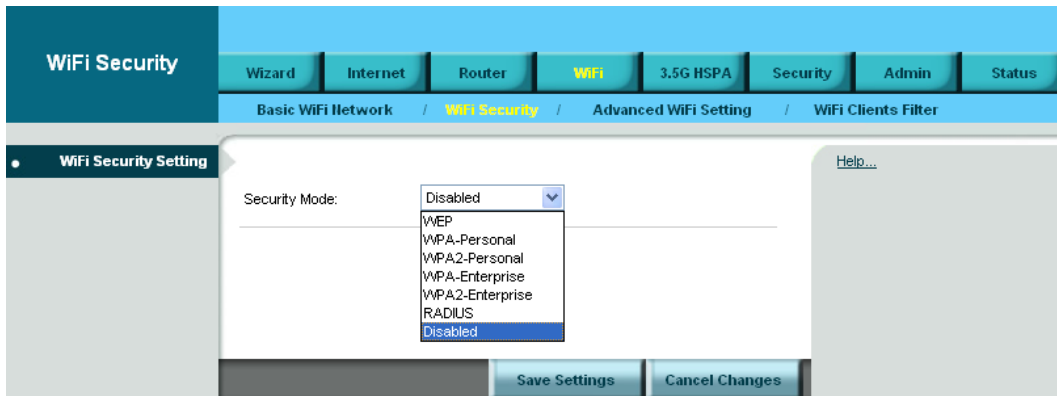 WiFi Security
Wizard Internet Router WiFi 3.5G HSPA Security Admin Status
Basic WiFi Network / WiFi Security / Advanced WiFi Setting / WiFi Clients Filter
WiFi Security Setting
Help...
Security Mode: Disabled
WEP
WPA-Personal
WPA2-Personal
WPA-Enterprise
WPA2-Enterprise
RADIUS
Disabled
Save Settings Cancel Changes